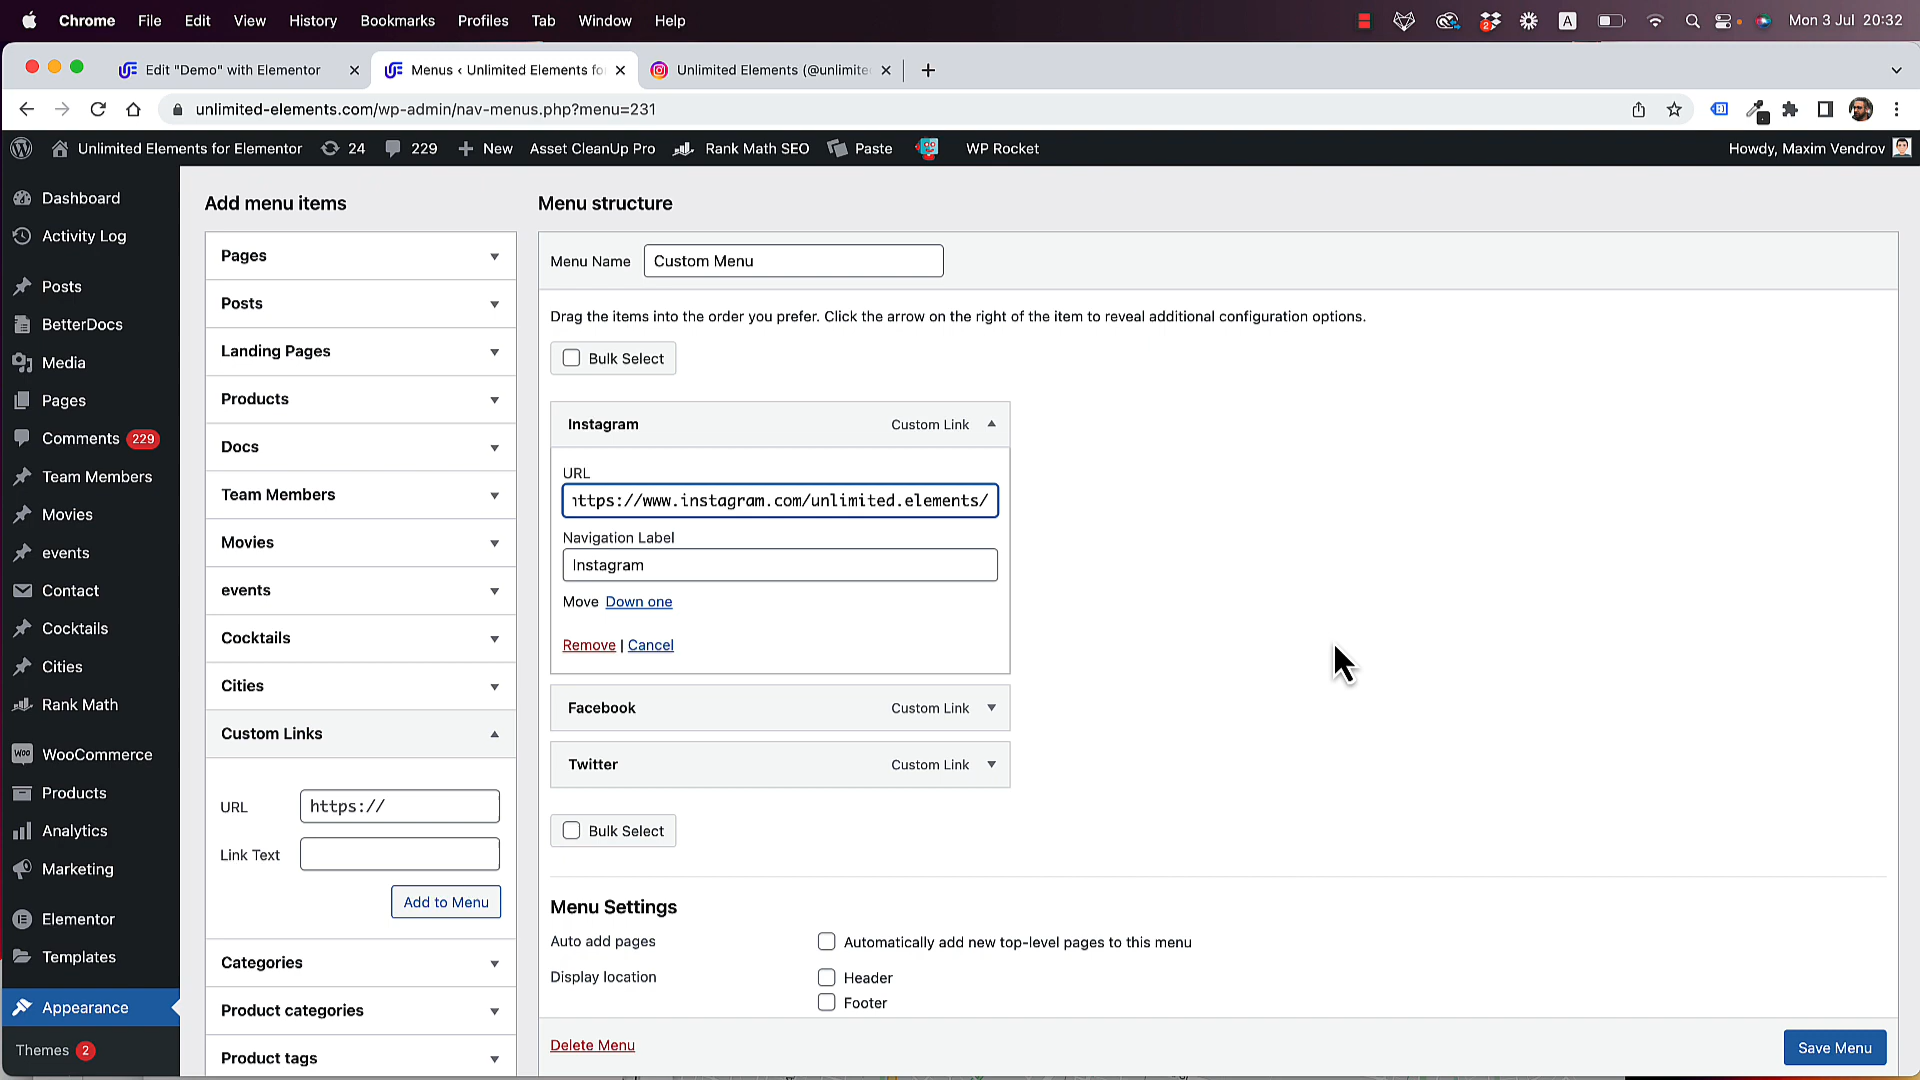 Chrome File Edit View History Bookmarks Profiles Tab Window Help
2 A Mon 3 Jul 20:32
Edit "Demo" with Elementor
Menus ‹ Unlimited Elements fo
Unlimited Elements (@unlimite
unlimited-elements.com/wp-admin/nav-menus.php?menu=231
Unlimited Elements for Elementor 24 229 New Asset CleanUp Pro Rank Math SEO Paste WP Rocket Howdy, Maxim Vendrov
Dashboard
Activity Log
Posts
BetterDocs
Media
Pages
Comments 229
Team Members
Movies
events
Contact
Cocktails
Cities
Rank Math
Woo WooCommerce
Products
Analytics
Marketing
Elementor
Templates
Appearance
Themes 2
Add menu items
Pages
Posts
Landing Pages
Products
Docs
Team Members
Movies
events
Cocktails
Cities
Custom Links
URL https://
Link Text
Add to Menu
Categories
Product categories
Product tags
Menu structure
Menu Name Custom Menu
Drag the items into the order you prefer. Click the arrow on the right of the item to reveal additional configuration options.
Bulk Select
Instagram Custom Link
URL
ttps://www.instagram.com/unlimited.elements/
Navigation Label
Instagram
Move Down one
Remove | Cancel
Facebook Custom Link
Twitter Custom Link
Bulk Select
Menu Settings
Auto add pages Automatically add new top-level pages to this menu
Display location Header
Footer
Delete Menu Save Menu